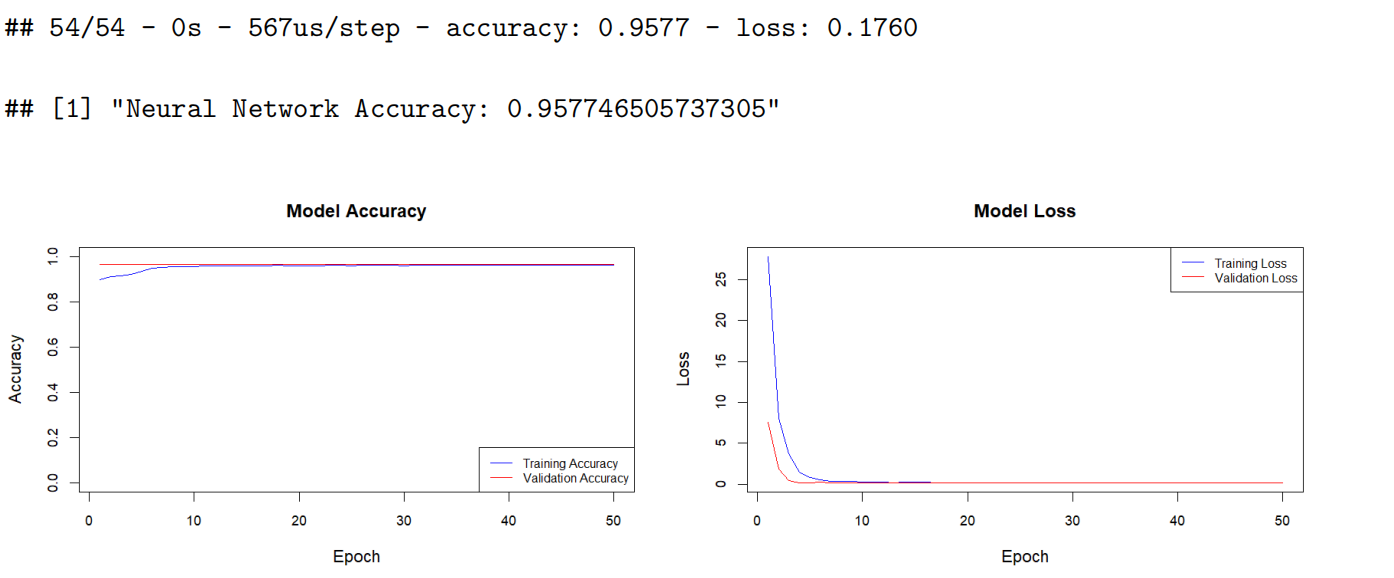 ## 54/54 - 0s - 567us/step - accuracy: 0.9577 - loss: 0.1760
## [1] "Neural Network Accuracy: 0.957746505737305"
Model Accuracy
Accuracy
1.0
0.8
0.6
0.4
0.2
0.0
Training Accuracy
Validation Accuracy
0 10 20 30 40 50
Epoch
Model Loss
Loss
25
20
15
10
5
0
Training Loss
Validation Loss
0 10 20 30 40 50
Epoch